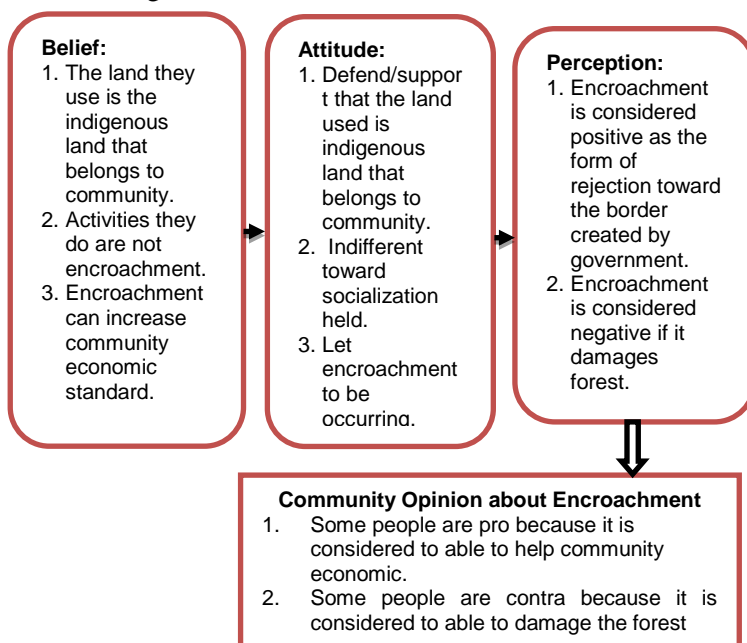 Belief:
1. The land they
use is the
indigenous
land that
belongs to
community.
2. Activities they
do are not
encroachment.
3. Encroachment
can increase
community
economic
standard.
Attitude:
1. Defend/suppor
t that the land
used is
indigenous
land that
belongs to
community.
2. Indifferent
toward
socialization
held.
3. Let
encroachment
to be
occurring.
Perception:
1. Encroachment
is considered
positive as the
form of
rejection toward
the border
created by
government.
2. Encroachment
is considered
negative if it
damages
forest.
Community Opinion about Encroachment
1. Some people are pro because it is
considered to able to help community
economic.
2. Some people are contra because it is
considered to able to damage the forest